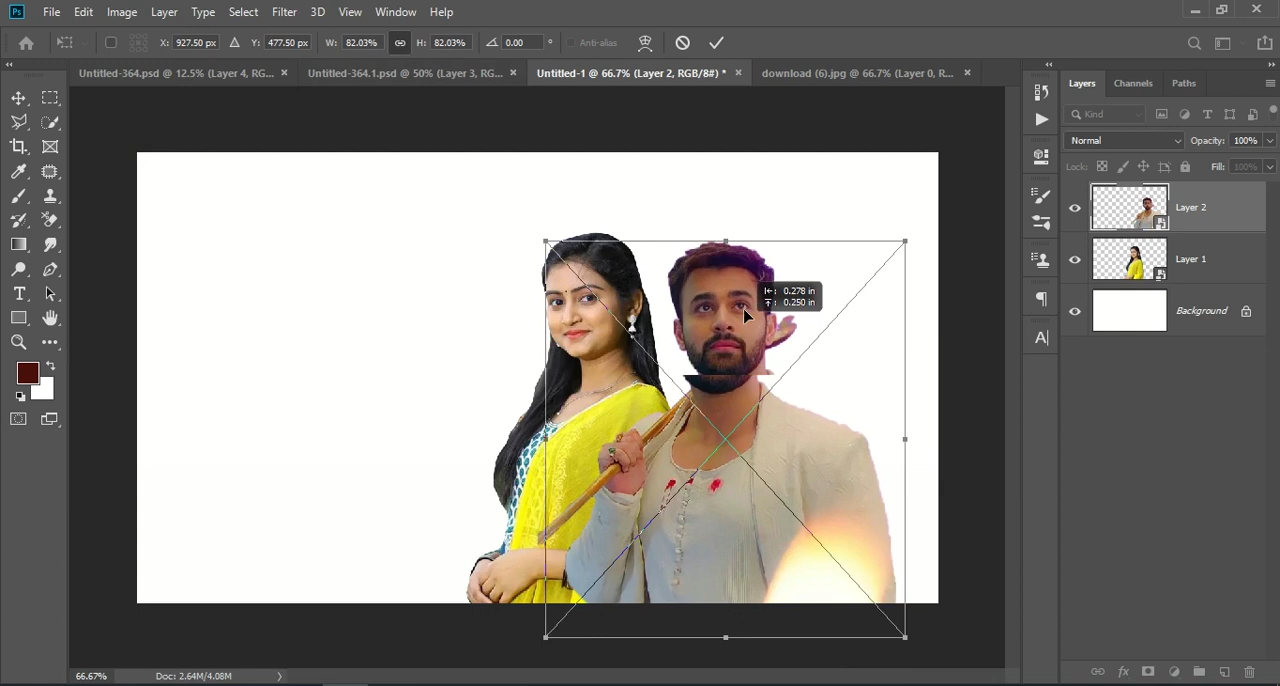 Ps File Edit Image Layer Type Select Filter 3D View Window Help
X: 927.50 px Y: 477.50 px W: 82.03% H: 82.03% 0.00 ° Anti-alias
Untitled-364.psd @ 12.5% (Layer 4, RG... × Untitled-364.1.psd @ 50% (Layer 3, RG... × Untitled-1 @ 66.7% (Layer 2, RGB/8#) * × download (6).jpg @ 66.7% (Layer 0, R... ×
Layers Channels Paths
Kind
Normal Opacity: 100%
Lock: Fill: 100%
Layer 2
Layer 1
Background
0.278 in
0.250 in
66.67% Doc: 2.64M/4.08M